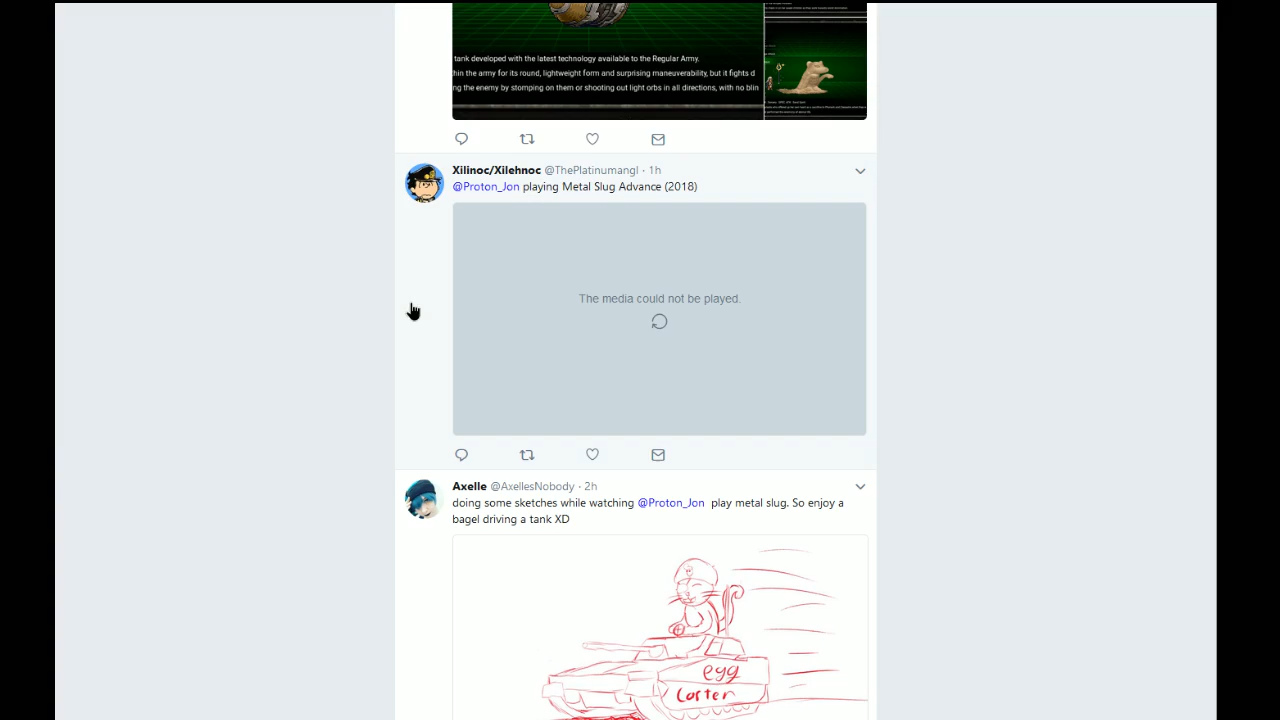 tank developed with the latest technology available to the Regular Army.
hin the army for its round, lightweight form and surprising maneuverability, but it fights d
ng the enemy by stomping on them or shooting out light orbs in all directions, with no blin
Xilinoc/Xilehnoc @ThePlatinumangl · 1h
@Proton_Jon playing Metal Slug Advance (2018)
The media could not be played.
Axelle @AxellesNobody · 2h
doing some sketches while watching @Proton_Jon play metal slug. So enjoy a
bagel driving a tank XD
egg
Carter